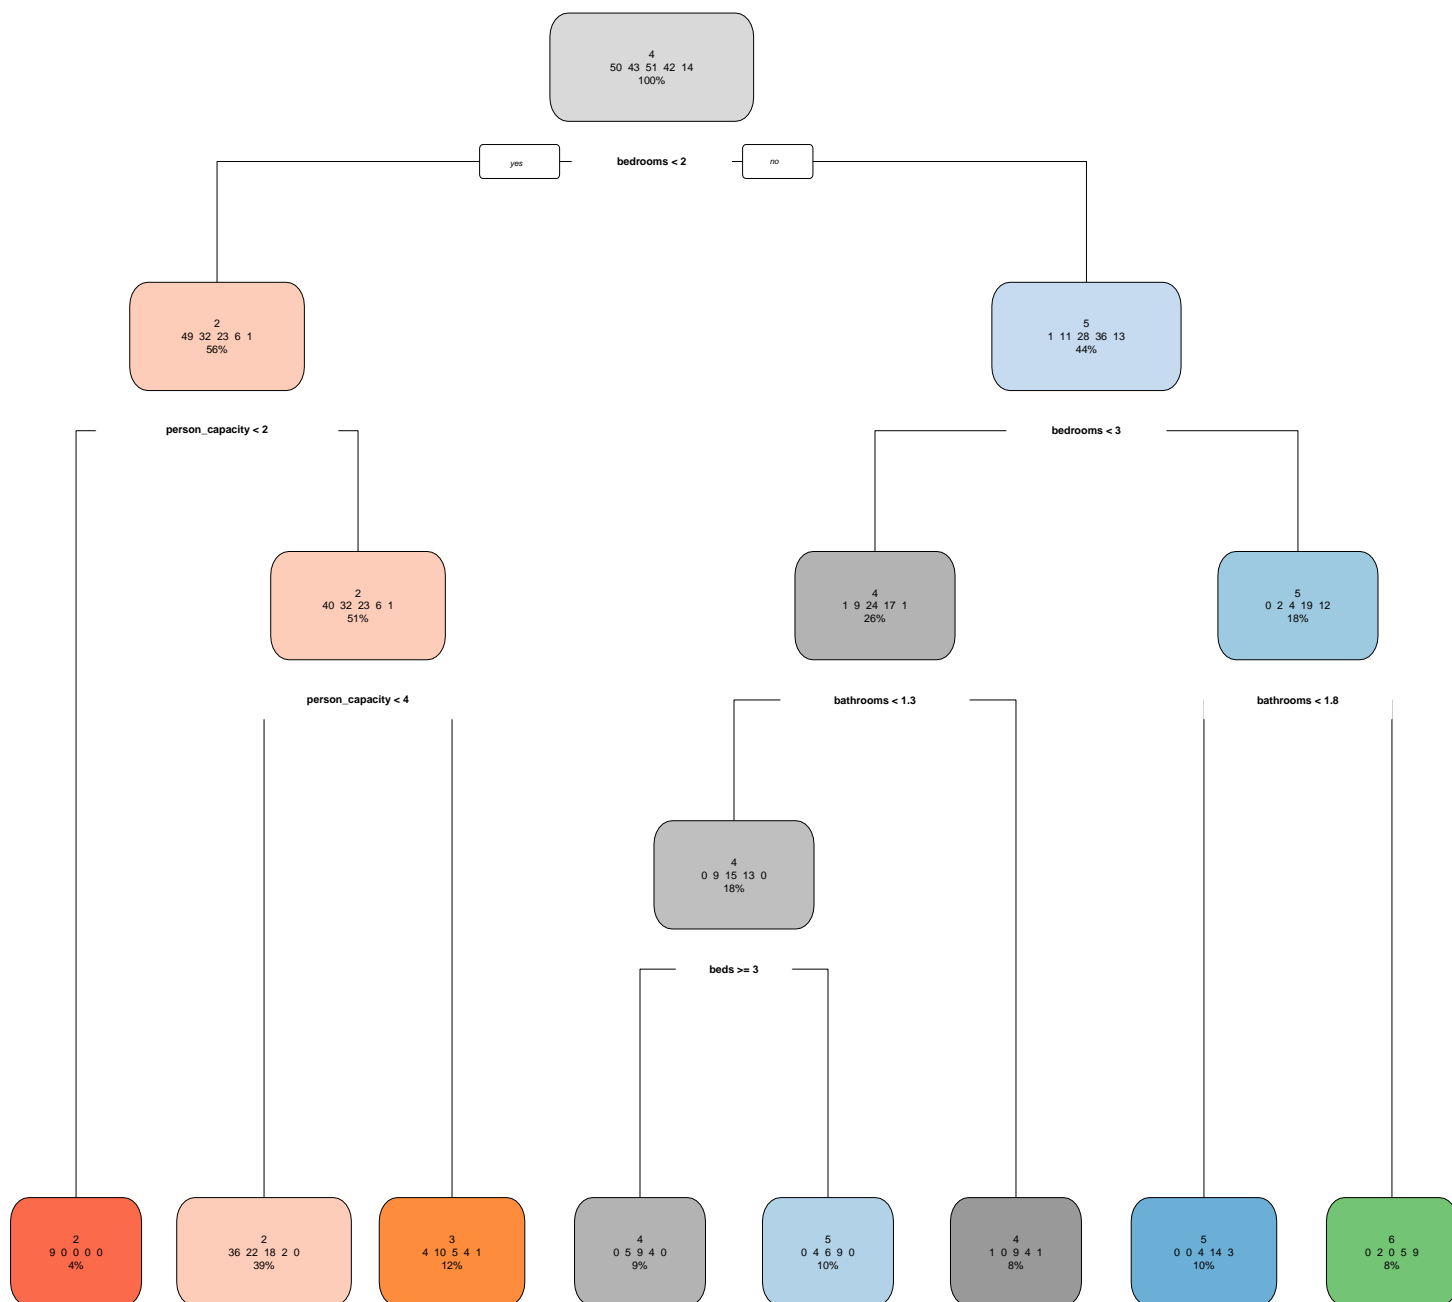 4
50 43 51 42 14
100%
yes
bedrooms < 2
no
2
49 32 23 6 1
56%
5
1 11 28 36 13
44%
person_capacity < 2
bedrooms < 3
2
40 32 23 6 1
51%
4
1 9 24 17 1
26%
5
0 2 4 19 12
18%
person_capacity < 4
bathrooms < 1.3
bathrooms < 1.8
4
0 9 15 13 0
18%
beds >= 3
2
9 0 0 0 0
4%
2
36 22 18 2 0
39%
3
4 10 5 4 1
12%
4
0 5 9 4 0
9%
5
0 4 6 9 0
10%
4
1 0 9 4 1
8%
5
0 0 4 14 3
10%
6
0 2 0 5 9
8%